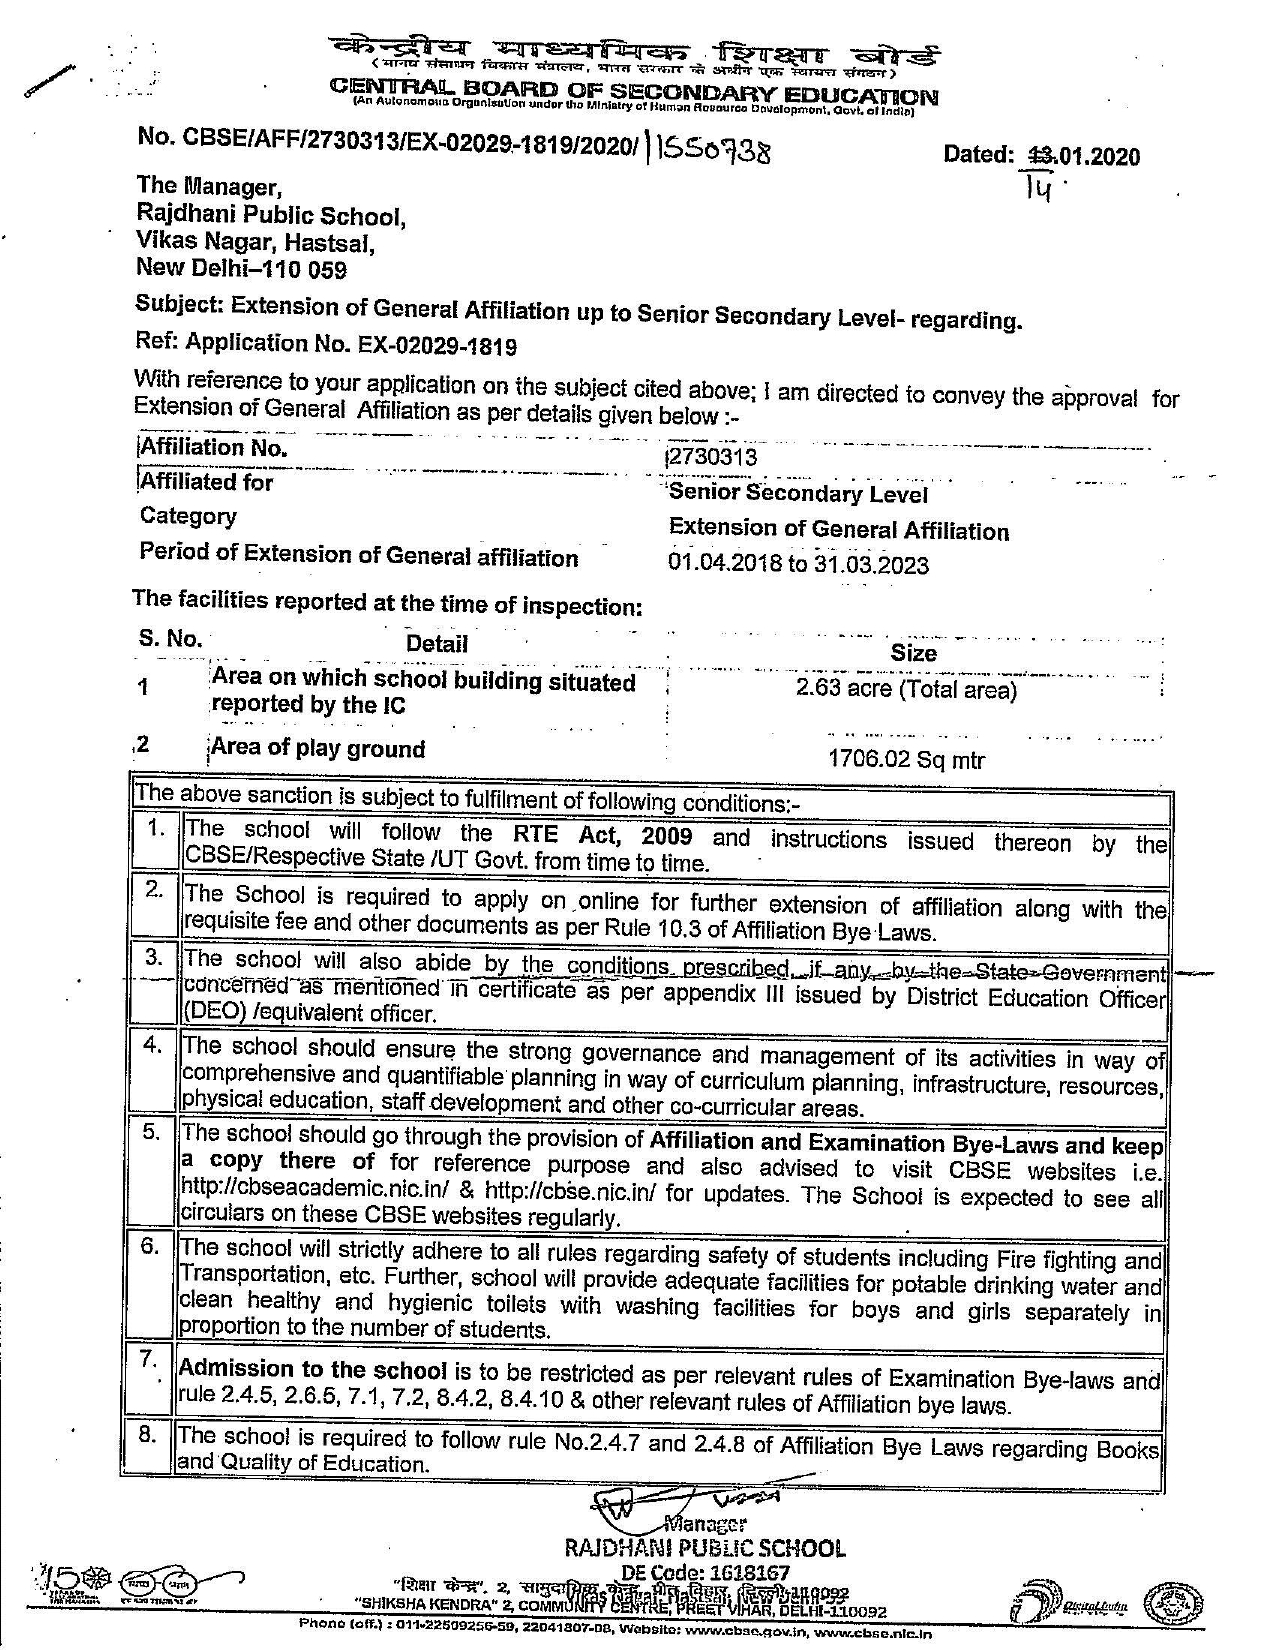 केन्द्रीय माध्यमिक शिक्षा बोर्ड
(मानव संसाधन विकास मंत्रालय, भारत सरकार के अधीन एक स्वायत्त संगठन)
CENTRAL BOARD OF SECONDARY EDUCATION
(An Autonomous Organisation under the Ministry of Human Resource Development, Govt. of India)
No. CBSE/AFF/2730313/EX-02029-1819/2020/ 11550738
Dated: 13.01.2020
14
The Manager,
Rajdhani Public School,
Vikas Nagar, Hastsal,
New Delhi–110 059
Subject: Extension of General Affiliation up to Senior Secondary Level- regarding.
Ref: Application No. EX-02029-1819
With reference to your application on the subject cited above; I am directed to convey the approval for
Extension of General Affiliation as per details given below :-
Affiliation No. 2730313
Affiliated for Senior Secondary Level
Category Extension of General Affiliation
Period of Extension of General affiliation 01.04.2018 to 31.03.2023
The facilities reported at the time of inspection:
S. No. Detail Size
1 Area on which school building situated 2.63 acre (Total area)
reported by the IC
2 Area of play ground 1706.02 Sq mtr
The above sanction is subject to fulfilment of following conditions:-
1. The school will follow the RTE Act, 2009 and instructions issued thereon by the
CBSE/Respective State /UT Govt. from time to time.
2. The School is required to apply on online for further extension of affiliation along with the
requisite fee and other documents as per Rule 10.3 of Affiliation Bye Laws.
3. The school will also abide by the conditions prescribed, if any, by the State Government
concerned as mentioned in certificate as per appendix III issued by District Education Officer
(DEO) /equivalent officer.
4. The school should ensure the strong governance and management of its activities in way of
comprehensive and quantifiable planning in way of curriculum planning, infrastructure, resources,
physical education, staff development and other co-curricular areas.
5. The school should go through the provision of Affiliation and Examination Bye-Laws and keep
a copy there of for reference purpose and also advised to visit CBSE websites i.e.
http://cbseacademic.nic.in/ & http://cbse.nic.in/ for updates. The School is expected to see all
circulars on these CBSE websites regularly.
6. The school will strictly adhere to all rules regarding safety of students including Fire fighting and
Transportation, etc. Further, school will provide adequate facilities for potable drinking water and
clean healthy and hygienic toilets with washing facilities for boys and girls separately in
proportion to the number of students.
7. Admission to the school is to be restricted as per relevant rules of Examination Bye-laws and
rule 2.4.5, 2.6.5, 7.1, 7.2, 8.4.2, 8.4.10 & other relevant rules of Affiliation bye laws.
8. The school is required to follow rule No.2.4.7 and 2.4.8 of Affiliation Bye Laws regarding Books
and Quality of Education.
Manager
RAJDHANI PUBLIC SCHOOL
DE Code: 1618167
"शिक्षा केन्द्र", 2, सामुदायिक केन्द्र, प्रीत विहार, दिल्ली-110092
"SHIKSHA KENDRA" 2, COMMUNITY CENTRE, PREET VIHAR, DELHI-110092
Phone (off.) : 011-22509256-59, 22041807-08, Website: www.cbse.gov.in, www.cbse.nic.in
150
Digital India